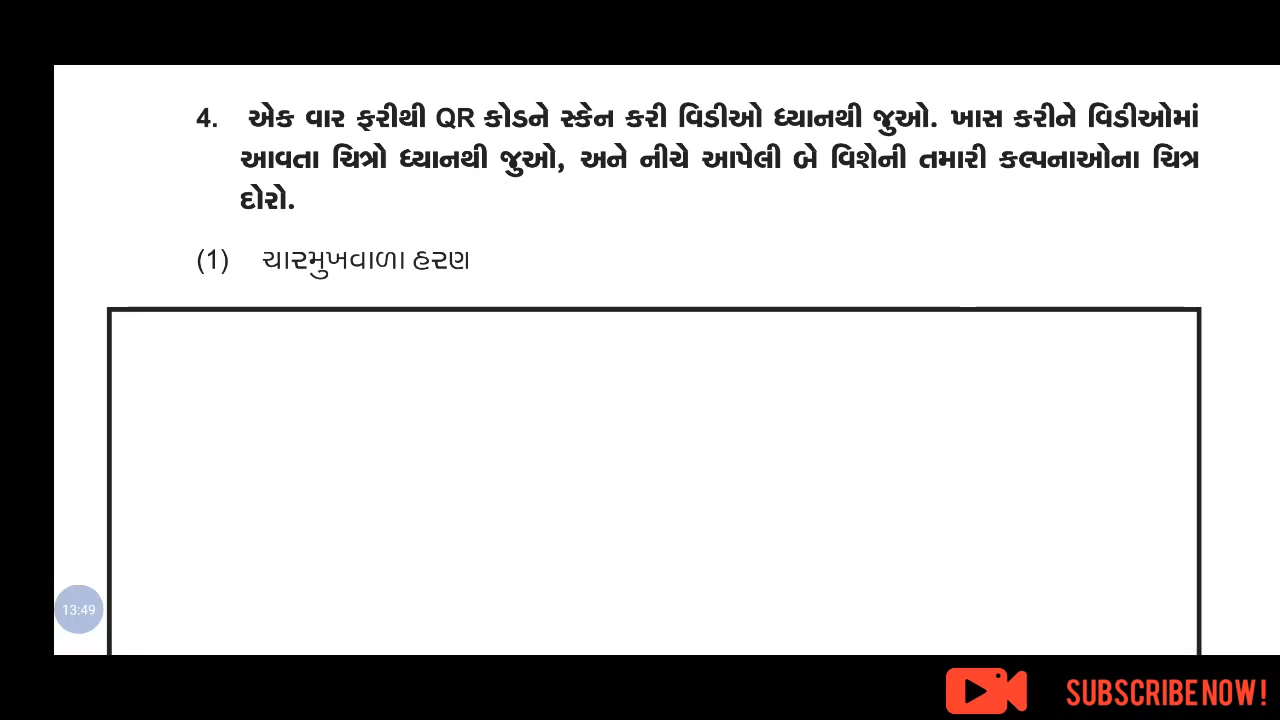 4. એક વાર ફરીથી QR કોડને સ્કેન કરી વિડીઓ ધ્યાનથી જુઓ. ખાસ કરીને વિડીઓમાં
આવતા ચિત્રો ધ્યાનથી જુઓ, અને નીચે આપેલી બે વિશેની તમારી કલ્પનાઓના ચિત્ર
દોરો.
(1) ચારમુખવાળા હરણ
13:49
SUBSCRIBE NOW!